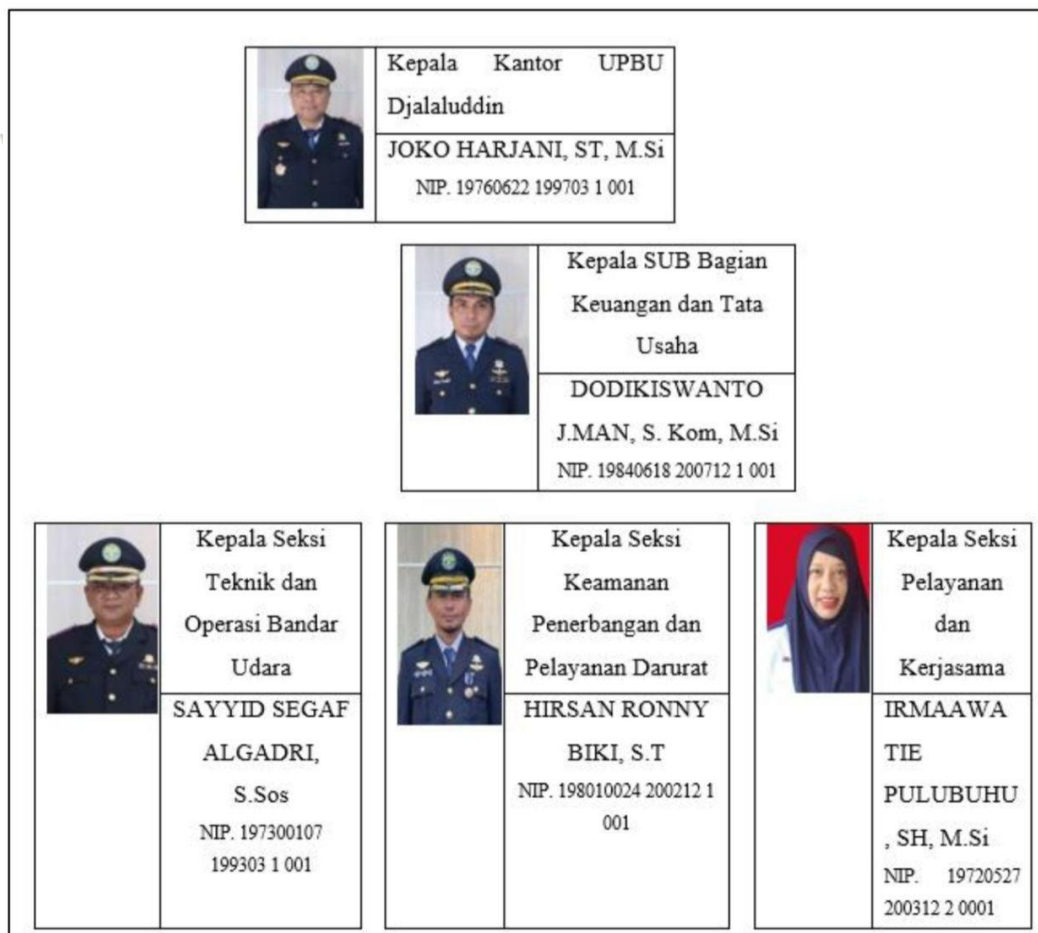 Kepala Kantor UPBU
Djalaluddin
JOKO HARJANI, ST, M.Si
NIP. 19760622 199703 1 001
Kepala SUB Bagian
Keuangan dan Tata
Usaha
DODIKISWANTO
J.MAN, S. Kom, M.Si
NIP. 19840618 200712 1 001
Kepala Seksi
Teknik dan
Operasi Bandar
Udara
SAYYID SEGAF
ALGADRI,
S.Sos
NIP. 197300107
199303 1 001
Kepala Seksi
Keamanan
Penerbangan dan
Pelayanan Darurat
HIRSAN RONNY
BIKI, S.T
NIP. 198010024 200212 1
001
Kepala Seksi
Pelayanan
dan
Kerjasama
IRMAAWA
TIE
PULUBUHU
, SH, M.Si
NIP. 19720527
200312 2 0001